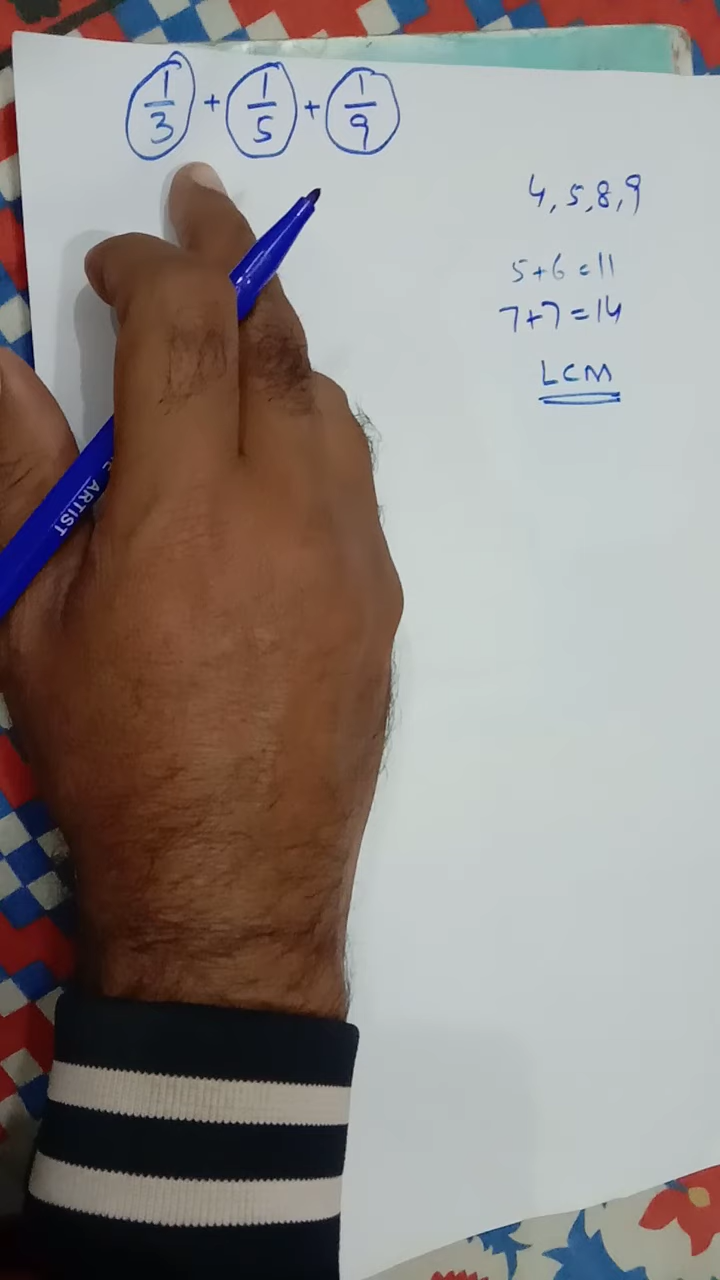 1/3 + 1/5 + 1/9
4, 5, 8, 9
5+6=11
7+7=14
LCM
ARTIST